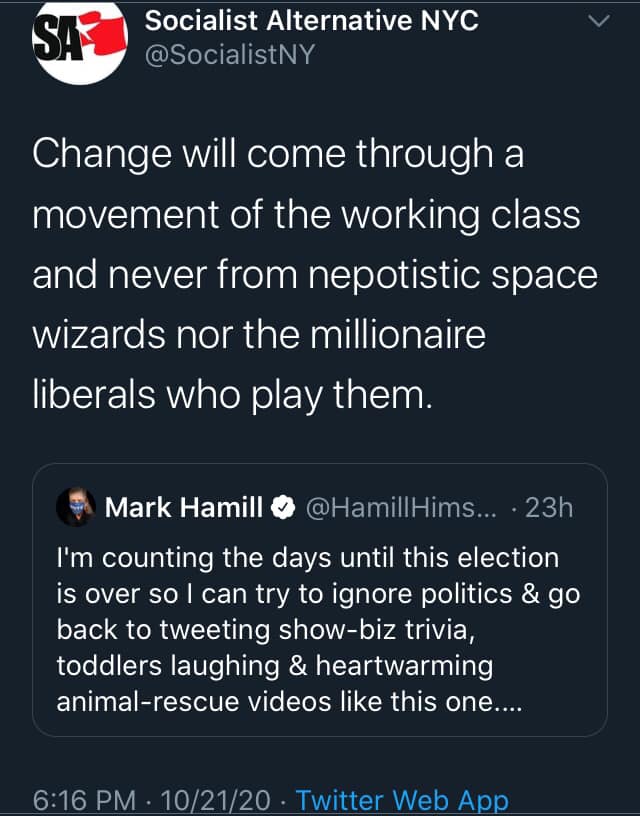 SA
Socialist Alternative NYC
@SocialistNY
Change will come through a
movement of the working class
and never from nepotistic space
wizards nor the millionaire
liberals who play them.
Mark Hamill @HamillHims... · 23h
I'm counting the days until this election
is over so I can try to ignore politics & go
back to tweeting show-biz trivia,
toddlers laughing & heartwarming
animal-rescue videos like this one....
6:16 PM · 10/21/20 · Twitter Web App